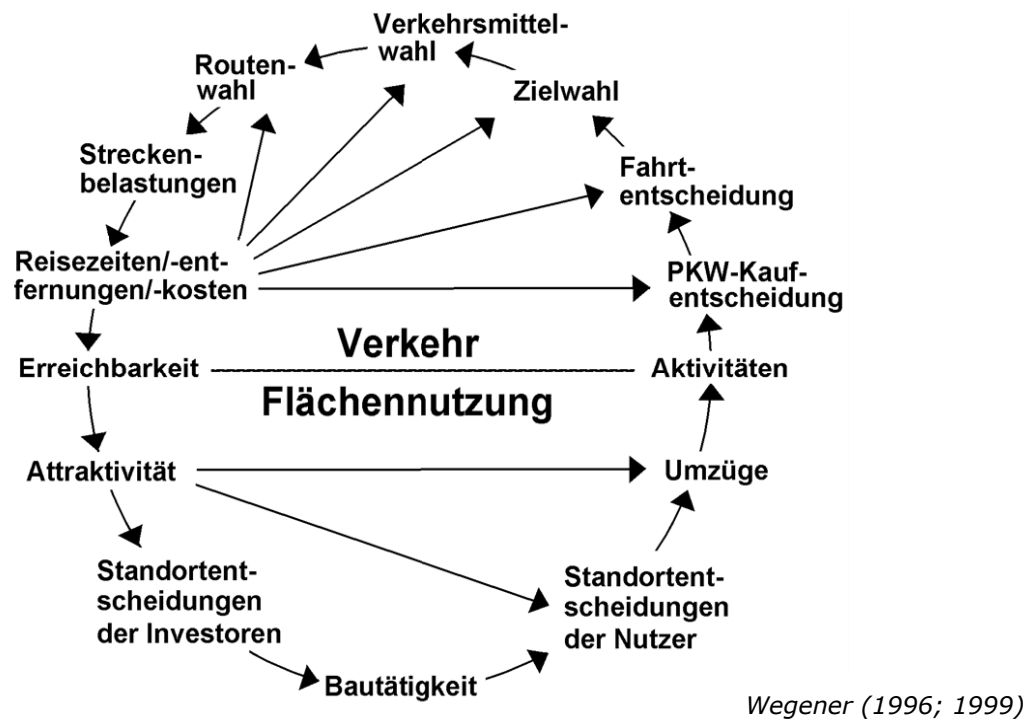 Verkehrsmittel-
wahl
Routen-
wahl
Zielwahl
Strecken-
belastungen
Fahrt-
entscheidung
Reisezeiten/-ent-
fernungen/-kosten
PKW-Kauf-
entscheidung
Verkehr
Erreichbarkeit
Aktivitäten
Flächennutzung
Attraktivität
Umzüge
Standortent-
scheidungen
der Investoren
Standortent-
scheidungen
der Nutzer
Bautätigkeit
Wegener (1996; 1999)